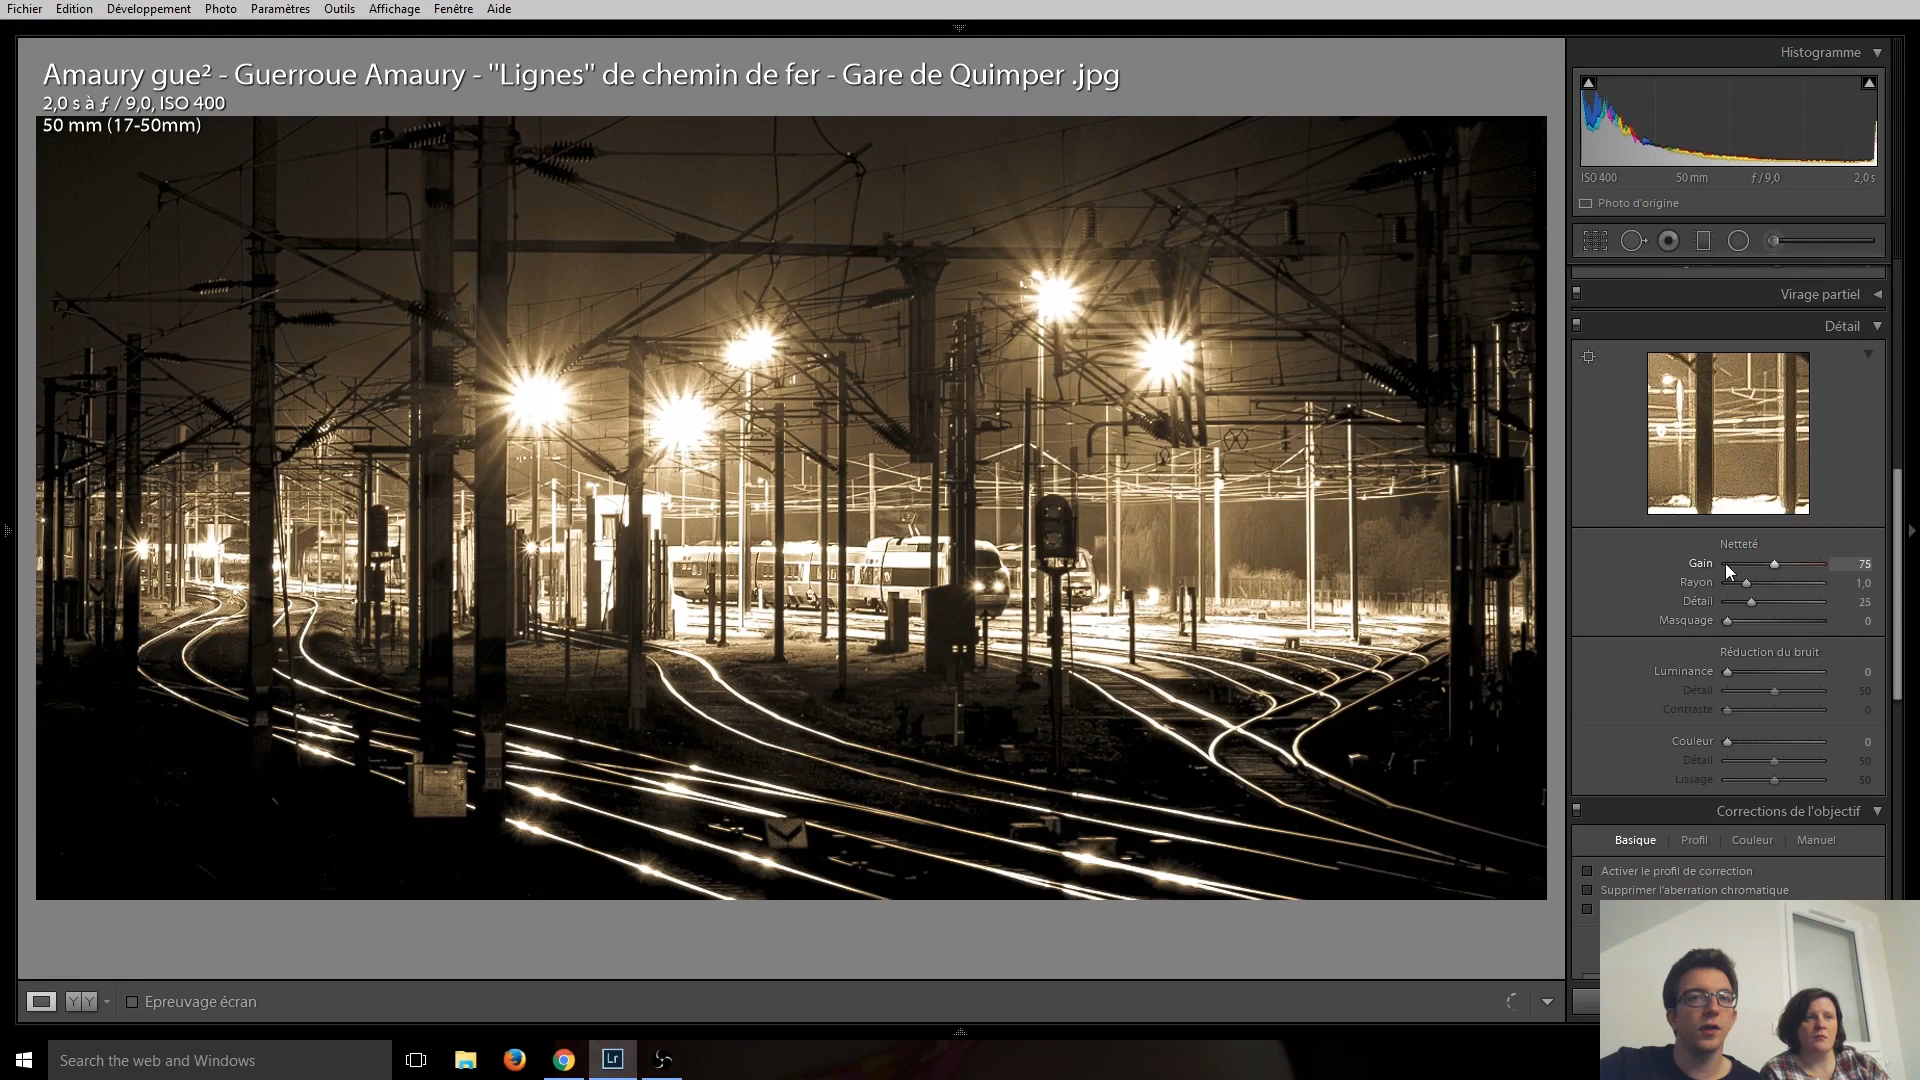 Fichier Edition Développement Photo Paramètres Outils Affichage Fenêtre Aide
Amaury gue² - Guerroue Amaury - "Lignes" de chemin de fer - Gare de Quimper .jpg
2,0 s à ƒ / 9,0, ISO 400
50 mm (17-50mm)
Histogramme
ISO 400 50 mm ƒ / 9,0 2,0 s
Photo d'origine
Virage partiel
Détail
Netteté
Gain 75
Rayon 1,0
Détail 25
Masquage 0
Réduction du bruit
Luminance 0
Détail 50
Contraste 0
Couleur 0
Détail 50
Lissage 50
Corrections de l'objectif
Basique Profil Couleur Manuel
Activer le profil de correction
Supprimer l'aberration chromatique
YY Epreuvage écran
Search the web and Windows
Lr